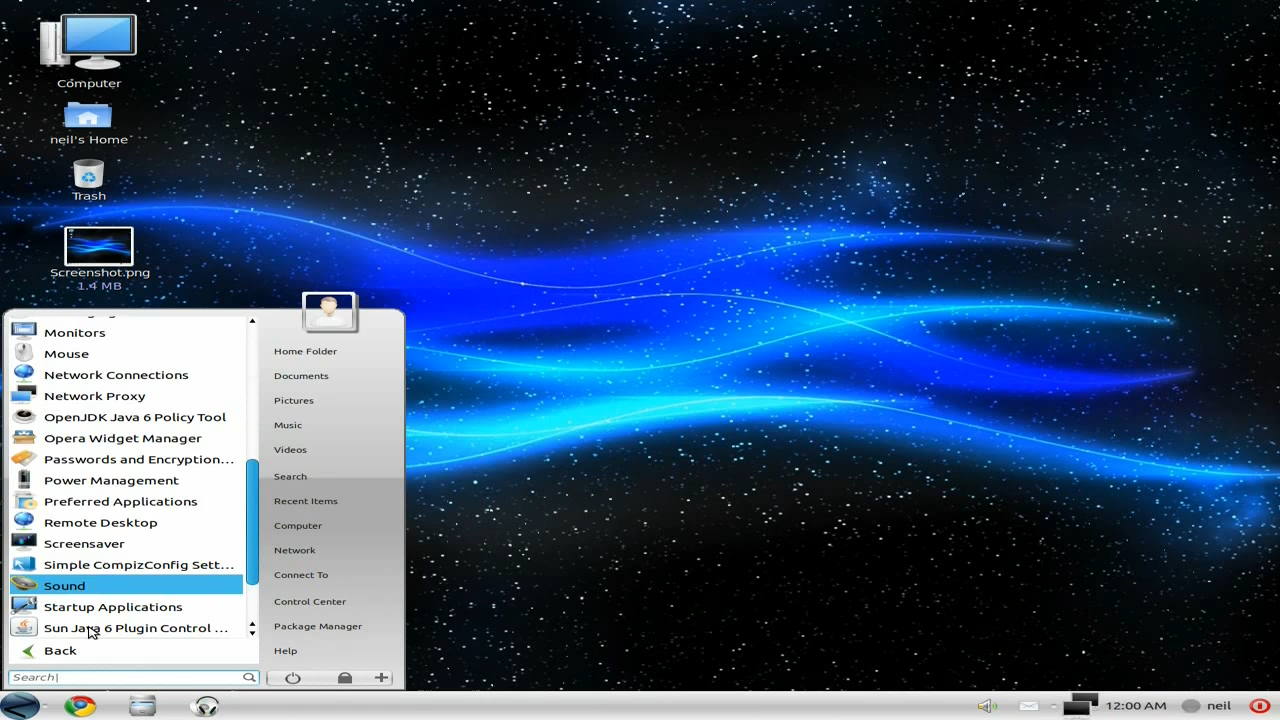 Computer
neil's Home
Trash
Screenshot.png
1.4 MB
Monitors
Mouse
Network Connections
Network Proxy
OpenJDK Java 6 Policy Tool
Opera Widget Manager
Passwords and Encryption...
Power Management
Preferred Applications
Remote Desktop
Screensaver
Simple CompizConfig Sett...
Sound
Startup Applications
Sun Java 6 Plugin Control ...
Back
Search
Home Folder
Documents
Pictures
Music
Videos
Search
Recent Items
Computer
Network
Connect To
Control Center
Package Manager
Help
12:00 AM
neil